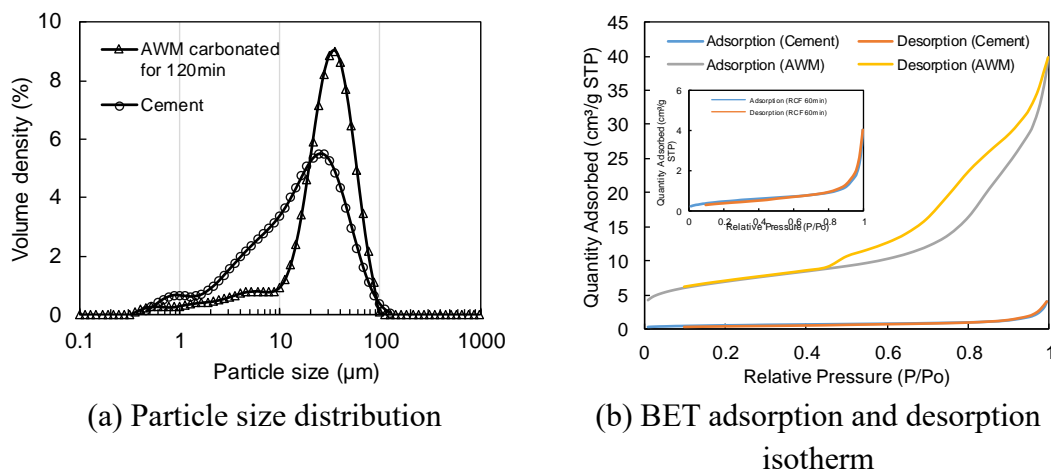 10
8
6
4
2
0
Volume density (%)
AWM carbonated
for 120min
Cement
0.1 1 10 100 1000
Particle size (μm)
(a) Particle size distribution
45
40
35
30
25
20
15
10
5
0
Quantity Adsorbed (cm³/g STP)
Adsorption (Cement) Desorption (Cement)
Adsorption (AWM) Desorption (AWM)
6
4
2
0
Quantity Adsorbed (cm³/g
STP)
Adsorption (RCF 60min)
Desorption (RCF 60min)
0 0.2 0.4 0.6 0.8 1
Relative Pressure (P/Po)
0 0.2 0.4 0.6 0.8 1
Relative Pressure (P/Po)
(b) BET adsorption and desorption
isotherm